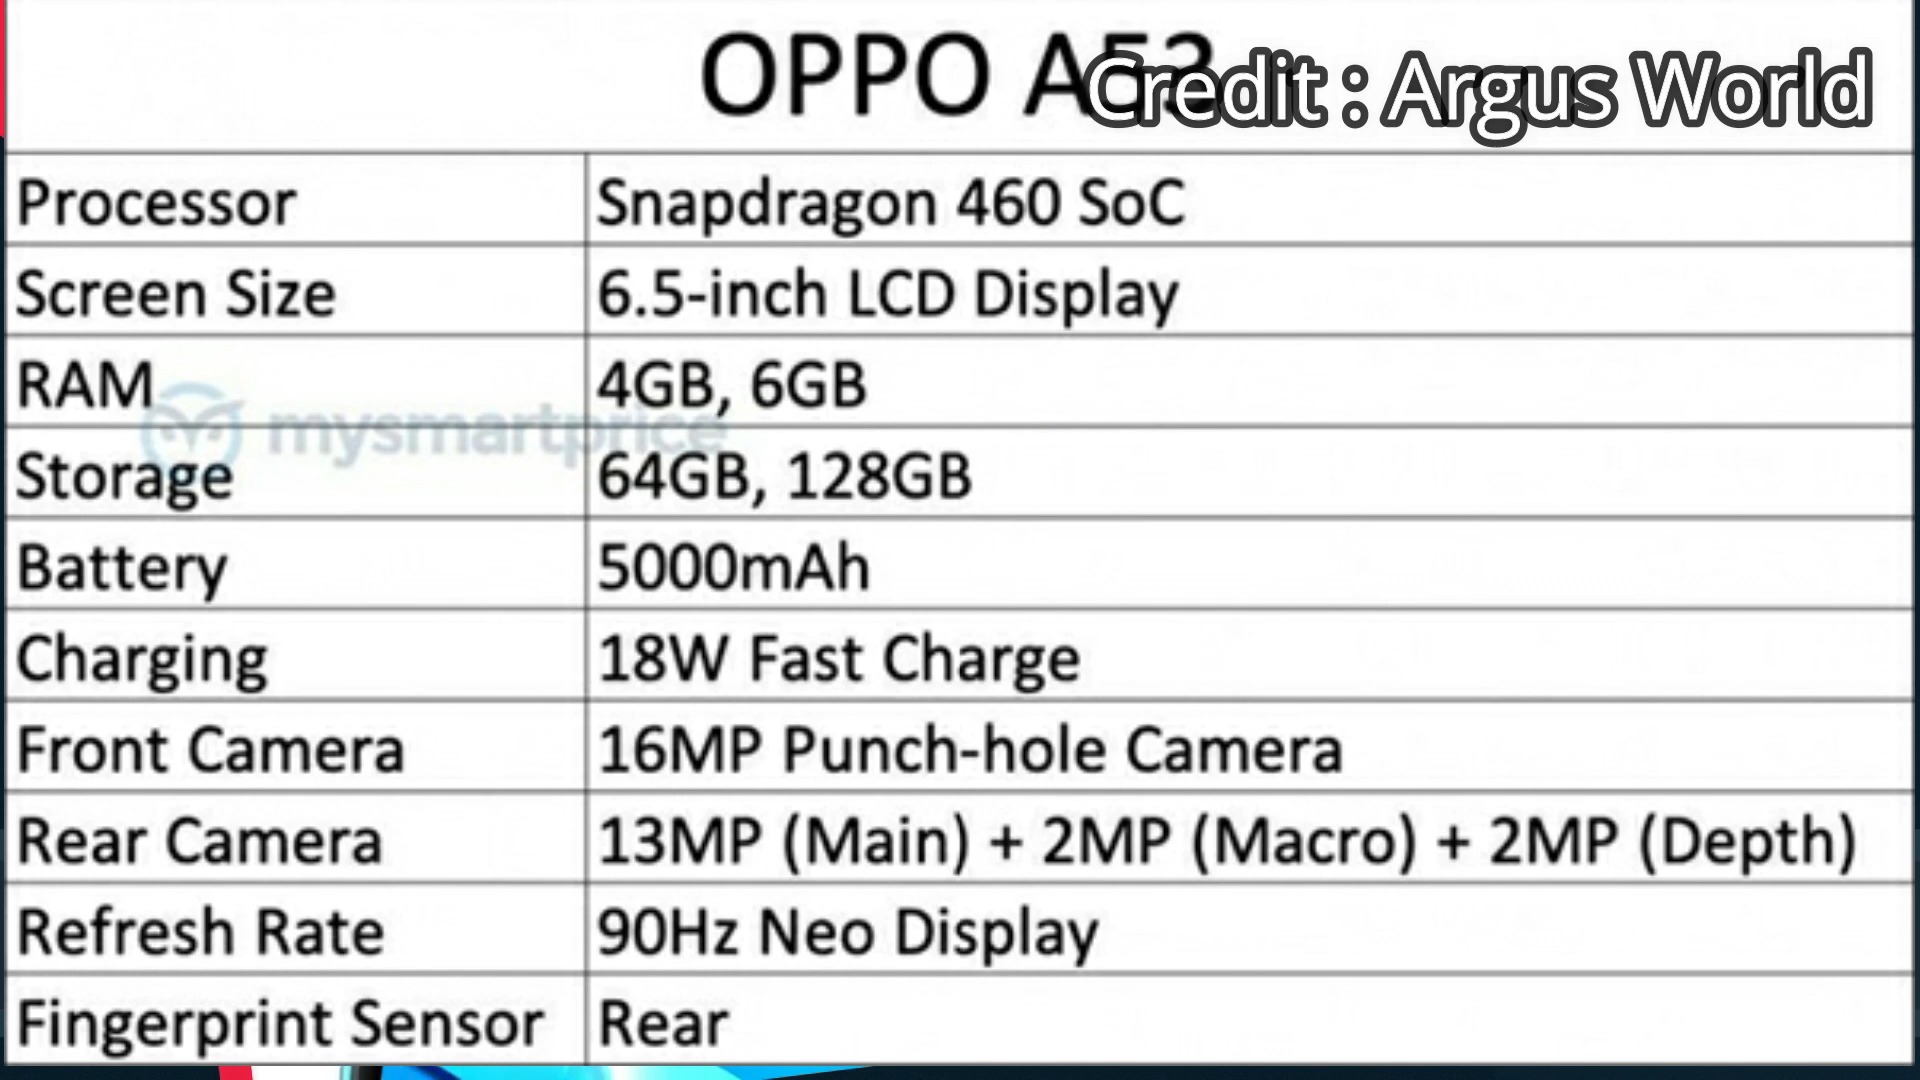 OPPO A53
Credit : Argus World
Processor Snapdragon 460 SoC
Screen Size 6.5-inch LCD Display
RAM 4GB, 6GB
mysmartprice
Storage 64GB, 128GB
Battery 5000mAh
Charging 18W Fast Charge
Front Camera 16MP Punch-hole Camera
Rear Camera 13MP (Main) + 2MP (Macro) + 2MP (Depth)
Refresh Rate 90Hz Neo Display
Fingerprint Sensor Rear